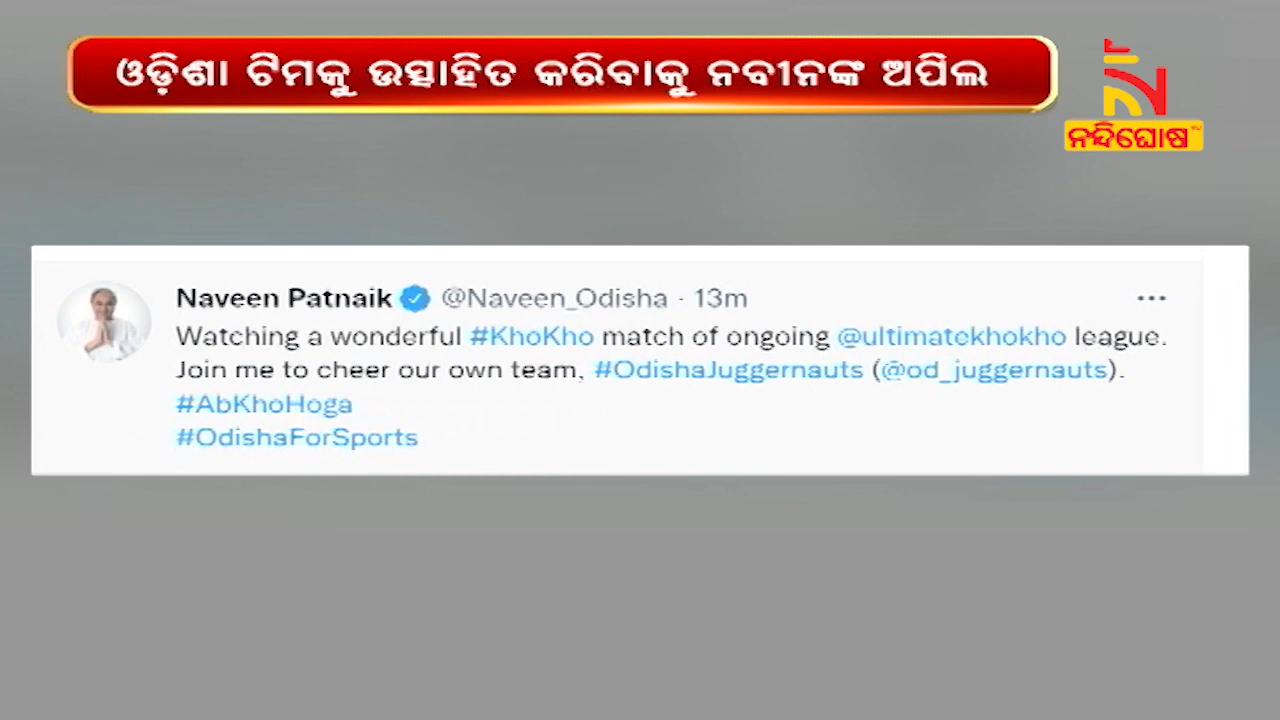 ଓଡ଼ିଶା ଟିମକୁ ଉତ୍ସାହିତ କରିବାକୁ ନବୀନଙ୍କ ଅପିଲ
ନନ୍ଦିଘୋଷ TV
Naveen Patnaik @Naveen_Odisha · 13m
Watching a wonderful #KhoKho match of ongoing @ultimatekhokho league.
Join me to cheer our own team, #OdishaJuggernauts (@od_juggernauts).
#AbKhoHoga
#OdishaForSports